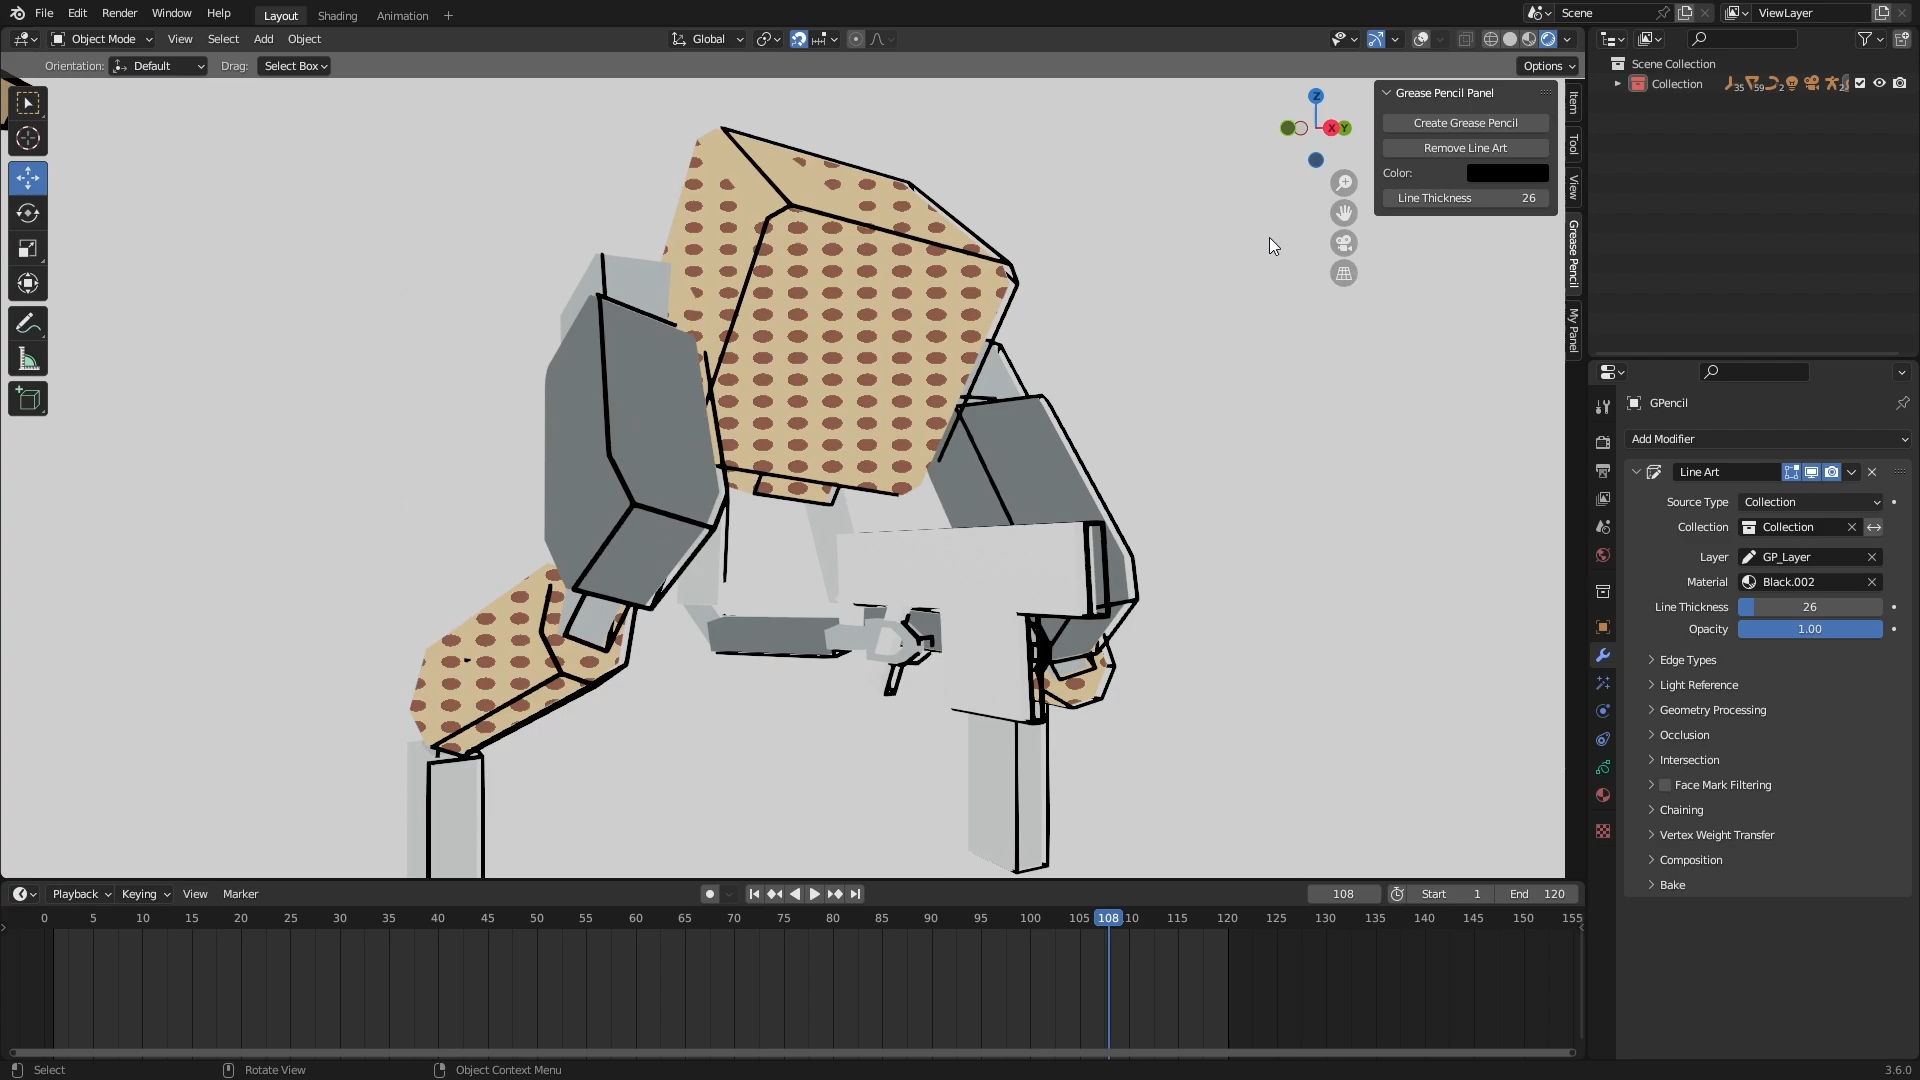 File Edit Render Window Help Layout Shading Animation + Scene ViewLayer
Object Mode View Select Add Object Global
Orientation: Default Drag: Select Box Options
Scene Collection
Collection 35 59 2 2
Z
X Y
Grease Pencil Panel
Create Grease Pencil
Remove Line Art
Color:
Line Thickness 26
Item
Tool
View
Grease Pencil
My Panel
GPencil
Add Modifier
Line Art
Source Type Collection
Collection Collection
Layer GP_Layer
Material Black.002
Line Thickness 26
Opacity 1.00
Edge Types
Light Reference
Geometry Processing
Occlusion
Intersection
Face Mark Filtering
Chaining
Vertex Weight Transfer
Composition
Bake
Playback Keying View Marker 108 Start 1 End 120
0 5 10 15 20 25 30 35 40 45 50 55 60 65 70 75 80 85 90 95 100 105 108 10 115 120 125 130 135 140 145 150 155
Select Rotate View Object Context Menu 3.6.0